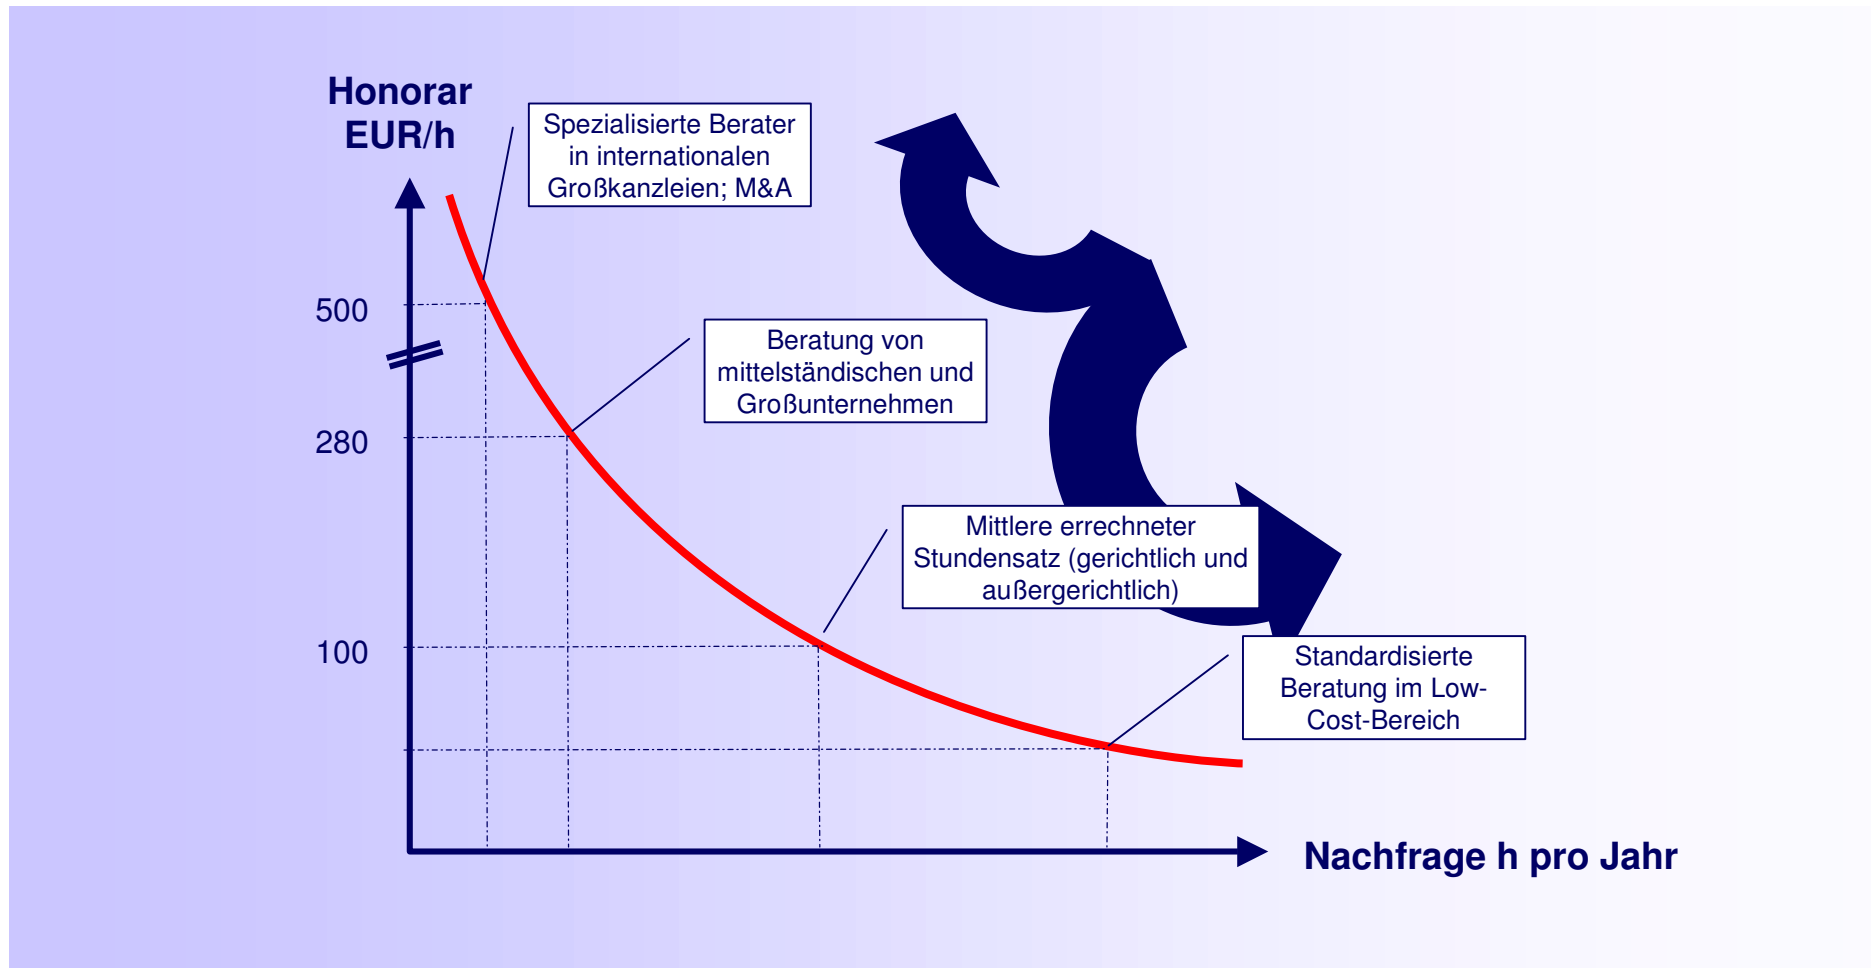 Honorar
EUR/h
Spezialisierte Berater
in internationalen
Großkanzleien; M&A
500
Beratung von
mittelständischen und
Großunternehmen
280
Mittlere errechneter
Stundensatz (gerichtlich und
außergerichtlich)
100
Standardisierte
Beratung im Low-
Cost-Bereich
Nachfrage h pro Jahr